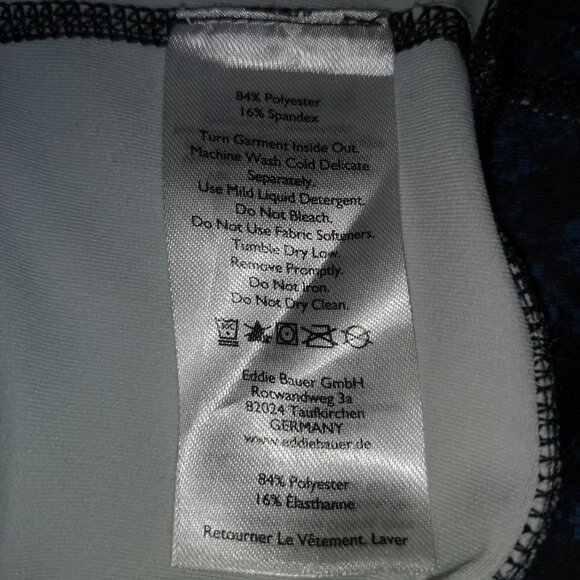 84% Polyester
16% Spandex
Turn Garment Inside Out.
Machine Wash Cold Delicate
Separately.
Use Mild Liquid Detergent.
Do Not Bleach.
Do Not Use Fabric Softeners.
Tumble Dry Low.
Remove Promptly.
Do Not Iron.
Do Not Dry Clean.
30C
Eddie Bauer GmbH
Rotwandweg 3a
82024 Taufkirchen
GERMANY
www.eddiebauer.de
84% Polyester
16% Élasthanne
Retourner Le Vêtement. Laver